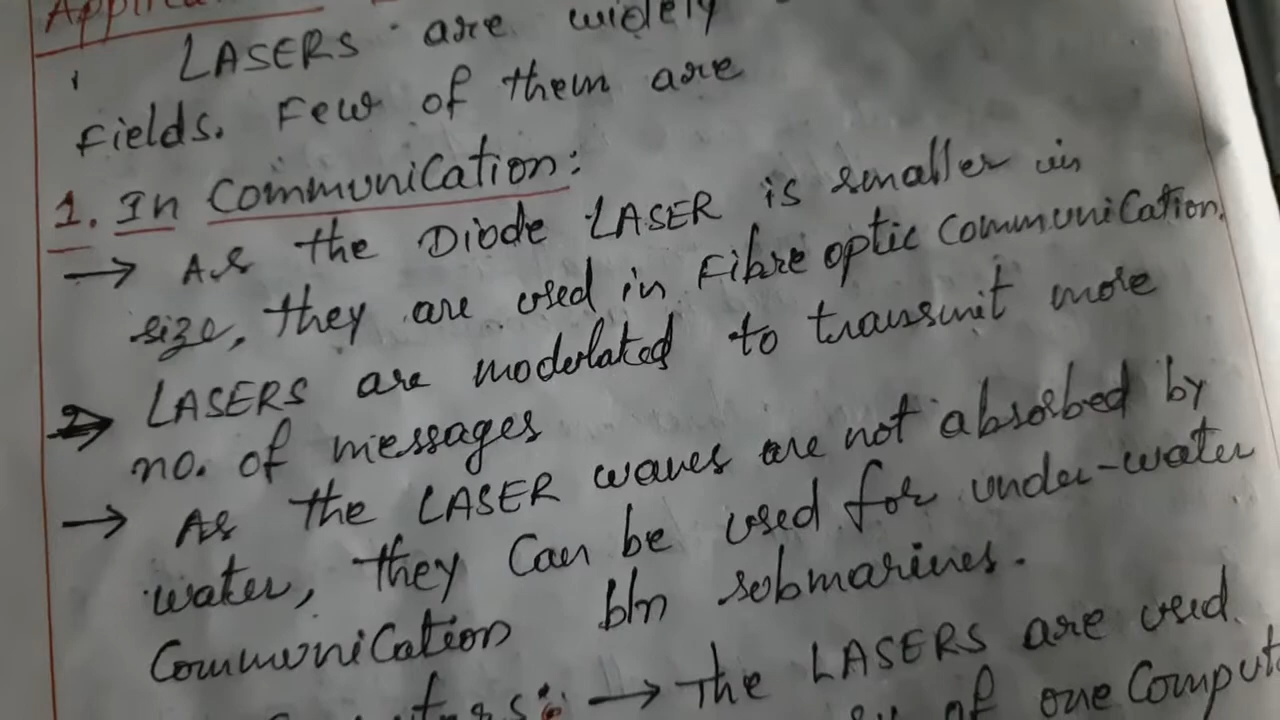 LASERS are widely
Fields. Few of them are
1. In Communication:
→ As the Diode LASER is smaller in
size, they are used in Fibre optic Communication.
→ LASERS are modulated to transmit more
no. of messages
→ As the LASER waves are not absorbed by
water, they Can be used for under-water
Communication b/n submarines.
→ The LASERS are used
of one